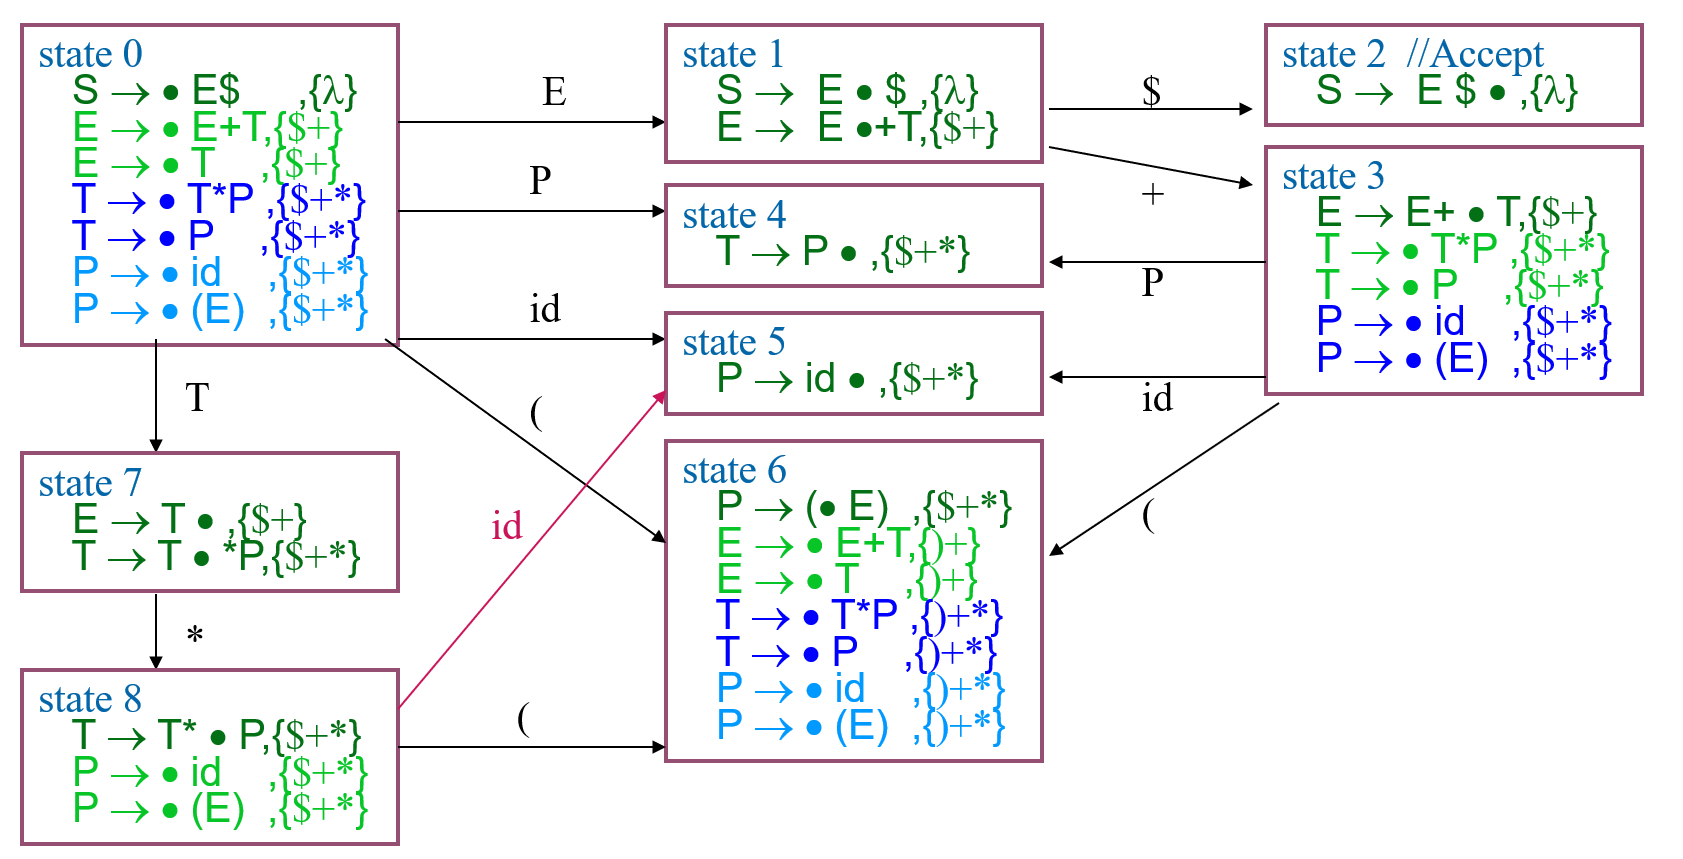 state 0
S → • E$ ,{λ}
E → • E+T,{$+}
E → • T ,{$+}
T → • T*P ,{$+*}
T → • P ,{$+*}
P → • id ,{$+*}
P → • (E) ,{$+*}
E
P
id
(
T
state 1
S → E • $ ,{λ}
E → E •+T,{$+}
$
+
state 2 //Accept
S → E $ • ,{λ}
state 3
E → E+ • T,{$+}
T → • T*P ,{$+*}
T → • P ,{$+*}
P → • id ,{$+*}
P → • (E) ,{$+*}
P
id
(
state 4
T → P • ,{$+*}
state 5
P → id • ,{$+*}
state 6
P → (• E) ,{$+*}
E → • E+T,{)+}
E → • T ,{)+}
T → • T*P ,{)+*}
T → • P ,{)+*}
P → • id ,{)+*}
P → • (E) ,{)+*}
state 7
E → T • ,{$+}
T → T • *P,{$+*}
*
state 8
T → T* • P,{$+*}
P → • id ,{$+*}
P → • (E) ,{$+*}
id
(